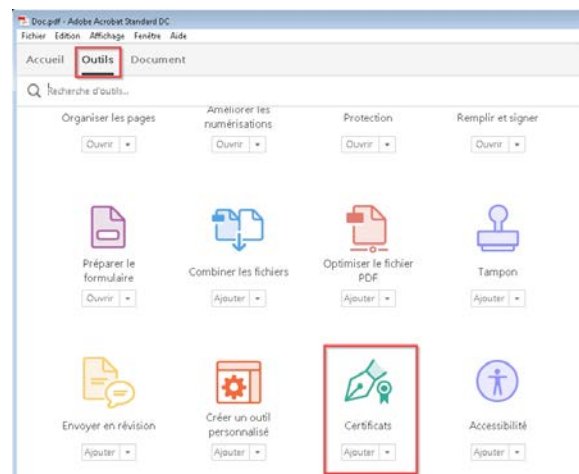 Doc.pdf - Adobe Acrobat Standard DC
Fichier Edition Affichage Fenêtre Aide
Accueil Outils Document
Recherche d'outils...
Organiser les pages
Améliorer les
numérisations
Protection
Remplir et signer
Ouvrir
Ouvrir
Ouvrir
Ouvrir
Préparer le
formulaire
Combiner les fichiers
Optimiser le fichier
PDF
Tampon
Ouvrir
Ajouter
Ajouter
Ajouter
Envoyer en révision
Créer un outil
personnalisé
Certificats
Accessibilité
Ajouter
Ajouter
Ajouter
Ajouter